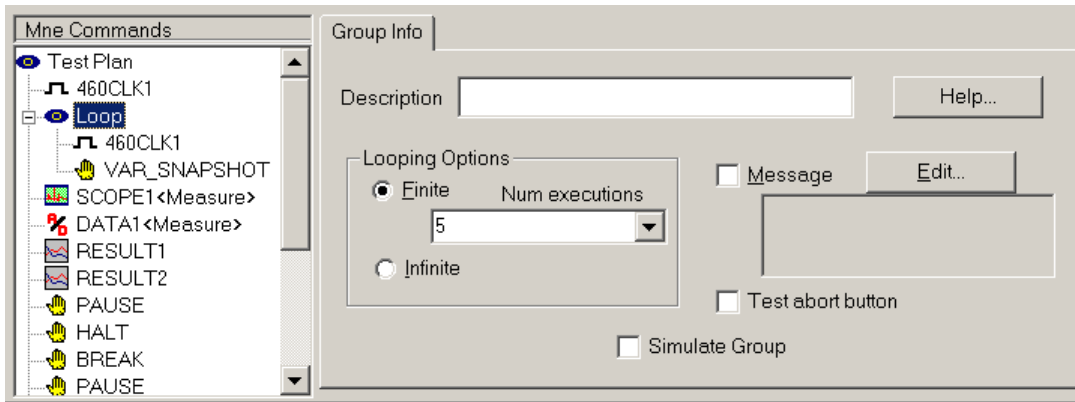 Mne Commands
Test Plan
460CLK1
Loop
460CLK1
VAR_SNAPSHOT
SCOPE1<Measure>
DATA1<Measure>
RESULT1
RESULT2
PAUSE
HALT
BREAK
PAUSE
Group Info
Description
Help...
Looping Options
Finite
Num executions
5
Infinite
Message
Edit...
Test abort button
Simulate Group